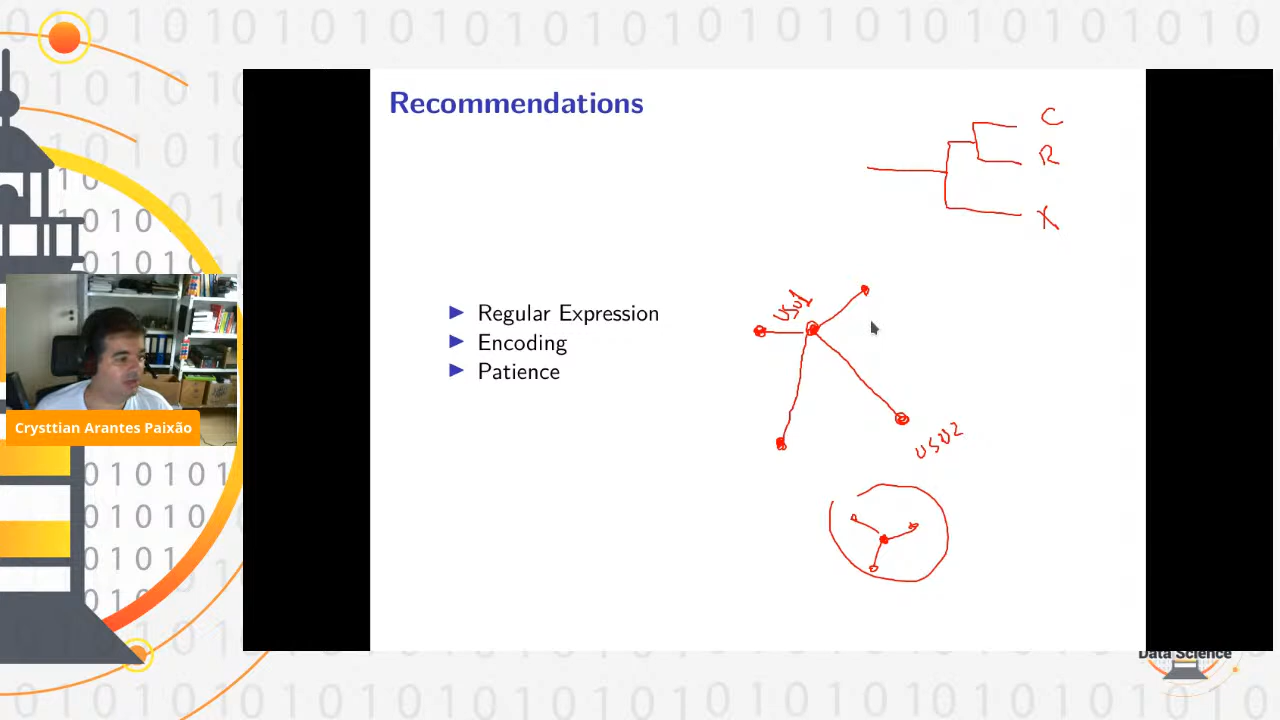 Recommendations
C
R
X
USU1
Regular Expression
Encoding
Patience
USU2
Crysttian Arantes Paixão
Data Science